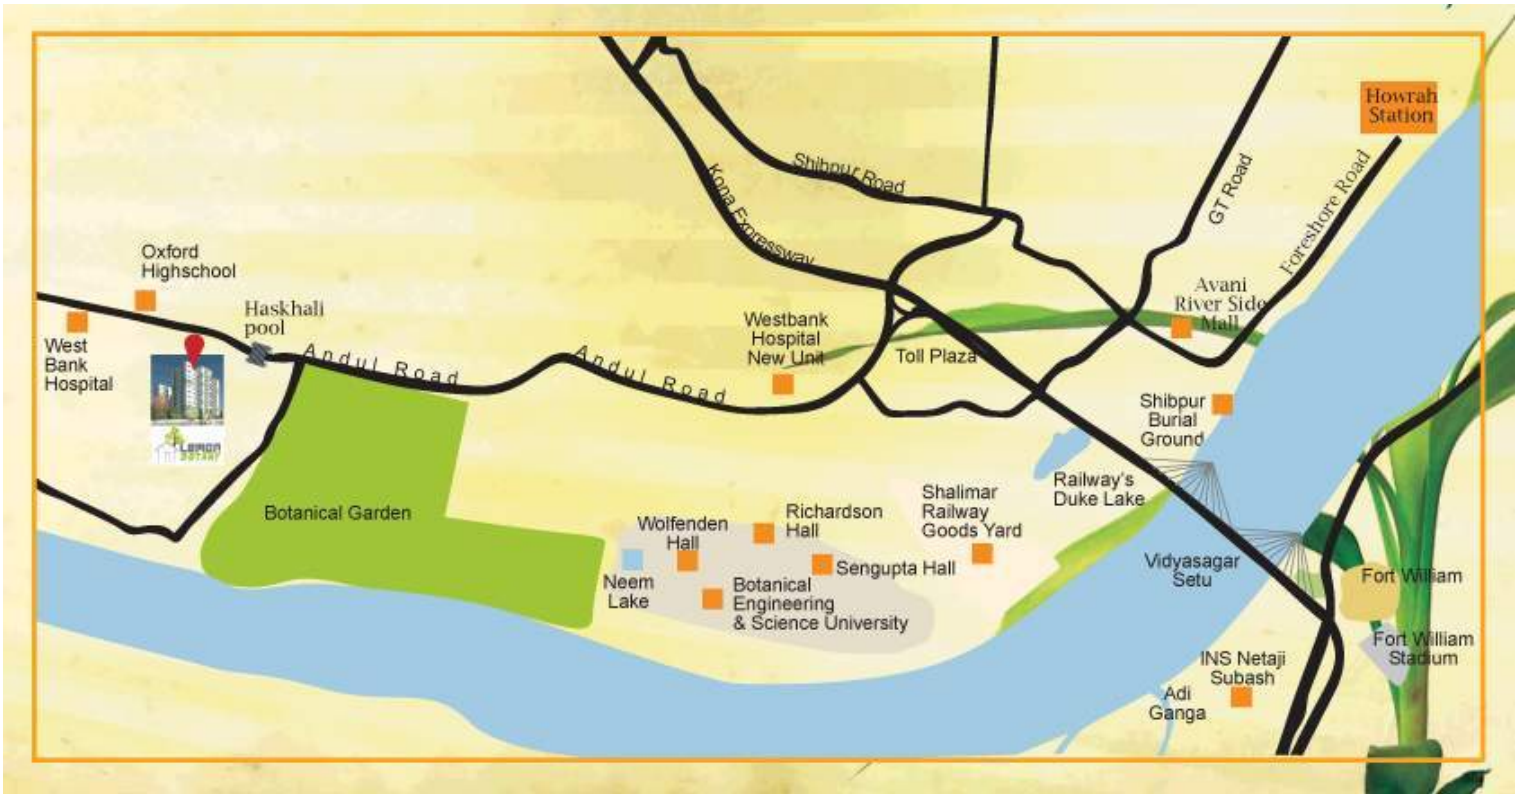 Howrah
Station
Shibpur Road
Kona Expressway
GT Road
Foreshore Road
Oxford
Highschool
Haskhali
pool
West
Bank
Hospital
LEMON
BOTANY
Andul Road
Andul Road
Westbank
Hospital
New Unit
Toll Plaza
Avani
River Side
Mall
Shibpur
Burial
Ground
Railway's
Duke Lake
Botanical Garden
Neem
Lake
Wolfenden
Hall
Richardson
Hall
Sengupta Hall
Botanical
Engineering
& Science University
Shalimar
Railway
Goods Yard
Vidyasagar
Setu
Fort William
Fort William
Stadium
INS Netaji
Subash
Adi
Ganga